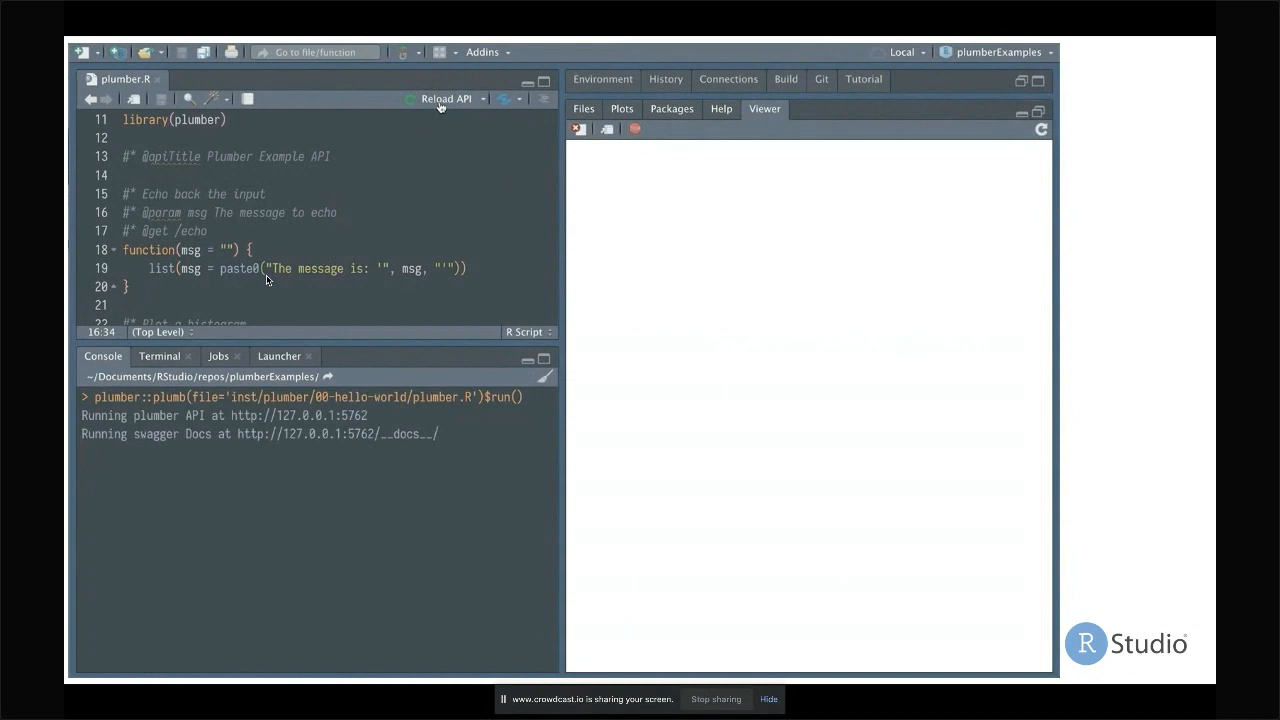 Go to file/function
Addins
Local
plumberExamples
plumber.R
Reload API
11 library(plumber)
12
13 #* @apiTitle Plumber Example API
14
15 #* Echo back the input
16 #* @param msg The message to echo
17 #* @get /echo
18 function(msg = "") {
19 list(msg = paste0("The message is: '", msg, "'"))
20 }
21
22 #* Plot a histogram
16:34 (Top Level) R Script
Console Terminal Jobs Launcher
~/Documents/RStudio/repos/plumberExamples/
> plumber::plumb(file='inst/plumber/00-hello-world/plumber.R')$run()
Running plumber API at http://127.0.0.1:5762
Running swagger Docs at http://127.0.0.1:5762/__docs__/
Environment History Connections Build Git Tutorial
Files Plots Packages Help Viewer
R Studio
www.crowdcast.io is sharing your screen. Stop sharing Hide